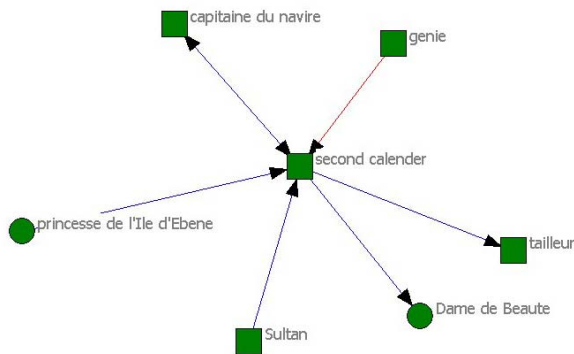 capitaine du navire
genie
second calender
princesse de l'Ile d'Ebene
tailleur
Dame de Beaute
Sultan